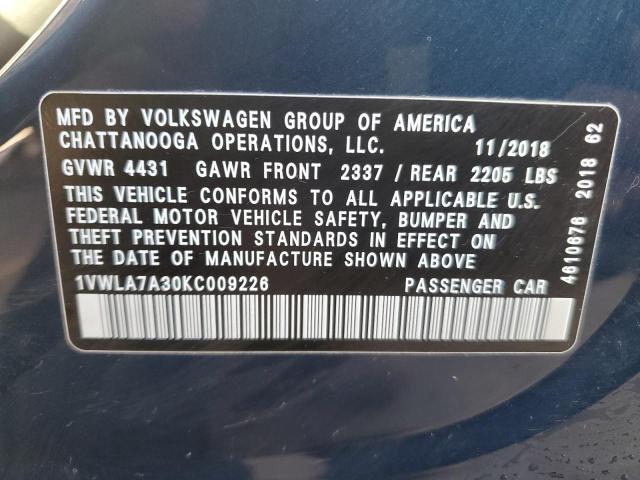 MFD BY VOLKSWAGEN GROUP OF AMERICA
CHATTANOOGA OPERATIONS, LLC. 11/2018
GVWR 4431 GAWR FRONT 2337 / REAR 2205 LBS
THIS VEHICLE CONFORMS TO ALL APPLICABLE U.S.
FEDERAL MOTOR VEHICLE SAFETY, BUMPER AND
THEFT PREVENTION STANDARDS IN EFFECT ON
THE DATE OF MANUFACTURE SHOWN ABOVE.
1VWLA7A30KC009226 PASSENGER CAR
4610676 2018 62